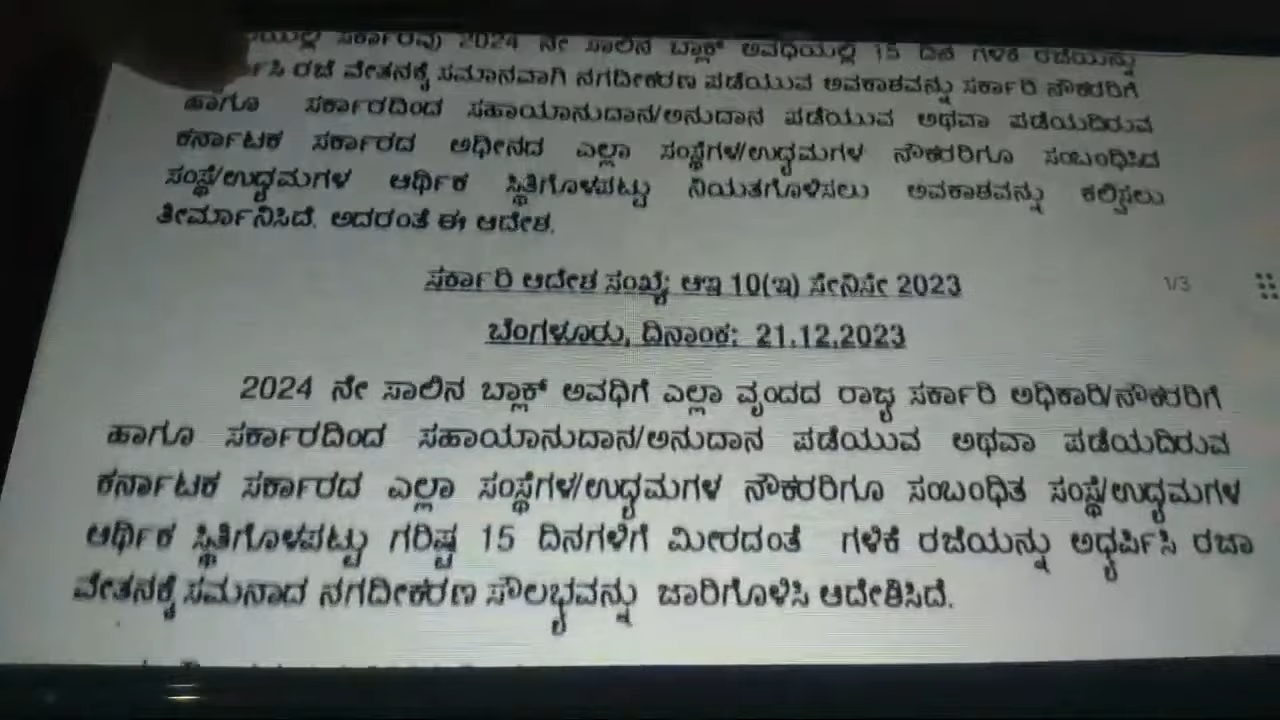 ಸರ್ಕಾರವು 2024 ನೇ ಸಾಲಿನ ಬ್ಲಾಕ್ ಅವಧಿಯಲ್ಲಿ 15 ದಿನ ಗಳಿಕೆ ರಜೆಯನ್ನು
ರಜೆ ವೇತನಕ್ಕೆ ಸಮಾನವಾಗಿ ನಗದೀಕರಣ ಪಡೆಯುವ ಅವಕಾಶವನ್ನು ಸರ್ಕಾರಿ ನೌಕರರಿಗೆ
ಹಾಗೂ ಸರ್ಕಾರದಿಂದ ಸಹಾಯಾನುದಾನ/ಅನುದಾನ ಪಡೆಯುವ ಅಥವಾ ಪಡೆಯದಿರುವ
ಕರ್ನಾಟಕ ಸರ್ಕಾರದ ಅಧೀನದ ಎಲ್ಲಾ ಸಂಸ್ಥೆಗಳ/ಉದ್ಯಮಗಳ ನೌಕರರಿಗೂ ಸಂಬಂಧಿಸಿದ
ಸಂಸ್ಥೆ/ಉದ್ಯಮಗಳ ಆರ್ಥಿಕ ಸ್ಥಿತಿಗೊಳಪಟ್ಟು ನಿಯತಗೊಳಿಸಲು ಅವಕಾಶವನ್ನು ಕಲ್ಪಿಸಲು
ತೀರ್ಮಾನಿಸಿದೆ. ಅದರಂತೆ ಈ ಆದೇಶ.
ಸರ್ಕಾರಿ ಆದೇಶ ಸಂಖ್ಯೆ: ಆಇ 10(ಇ) ಸೇನಿಸೇ 2023
1/3
ಬೆಂಗಳೂರು, ದಿನಾಂಕ: 21.12.2023
2024 ನೇ ಸಾಲಿನ ಬ್ಲಾಕ್ ಅವಧಿಗೆ ಎಲ್ಲಾ ವೃಂದದ ರಾಜ್ಯ ಸರ್ಕಾರಿ ಅಧಿಕಾರಿ/ನೌಕರರಿಗೆ
ಹಾಗೂ ಸರ್ಕಾರದಿಂದ ಸಹಾಯಾನುದಾನ/ಅನುದಾನ ಪಡೆಯುವ ಅಥವಾ ಪಡೆಯದಿರುವ
ಕರ್ನಾಟಕ ಸರ್ಕಾರದ ಎಲ್ಲಾ ಸಂಸ್ಥೆಗಳ/ಉದ್ಯಮಗಳ ನೌಕರರಿಗೂ ಸಂಬಂಧಿತ ಸಂಸ್ಥೆ/ಉದ್ಯಮಗಳ
ಆರ್ಥಿಕ ಸ್ಥಿತಿಗೊಳಪಟ್ಟು ಗರಿಷ್ಟ 15 ದಿನಗಳಿಗೆ ಮೀರದಂತೆ ಗಳಿಕೆ ರಜೆಯನ್ನು ಅಧ್ಯರ್ಪಿಸಿ ರಜಾ
ವೇತನಕ್ಕೆ ಸಮನಾದ ನಗದೀಕರಣ ಸೌಲಭ್ಯವನ್ನು ಜಾರಿಗೊಳಿಸಿ ಆದೇಶಿಸಿದೆ.